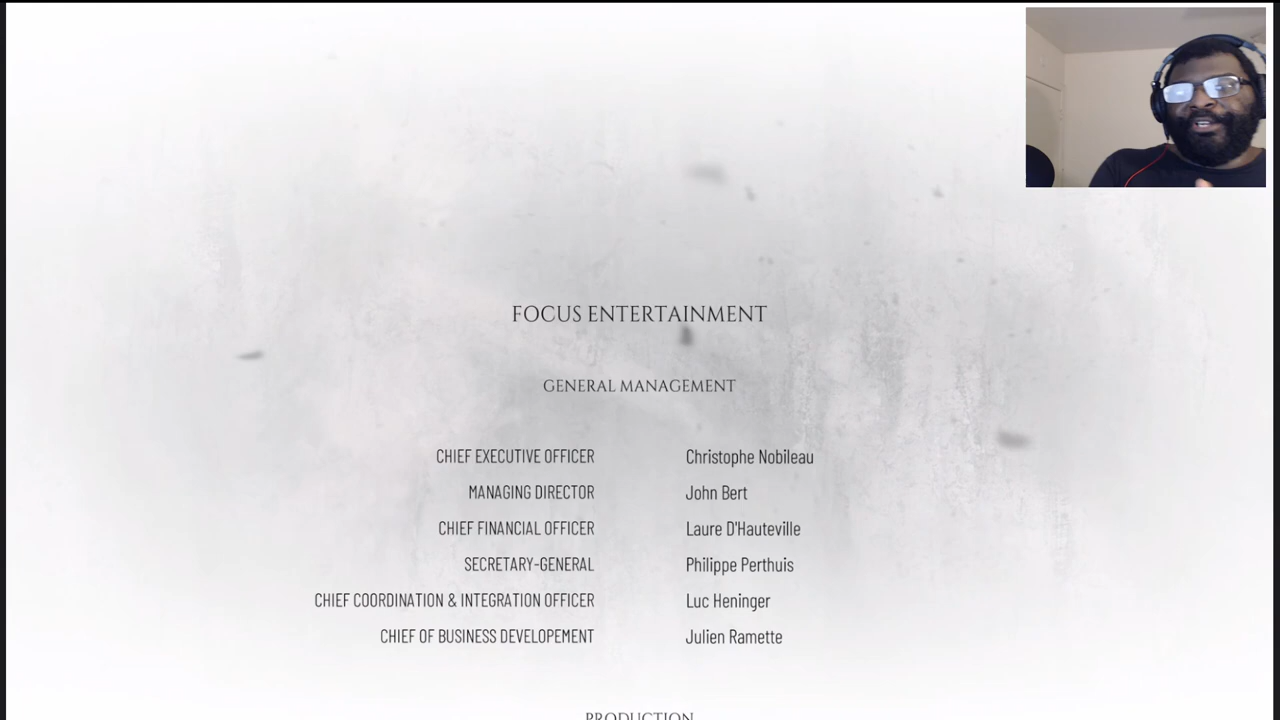 FOCUS ENTERTAINMENT
GENERAL MANAGEMENT
CHIEF EXECUTIVE OFFICER Christophe Nobileau
MANAGING DIRECTOR John Bert
CHIEF FINANCIAL OFFICER Laure D'Hauteville
SECRETARY-GENERAL Philippe Perthuis
CHIEF COORDINATION & INTEGRATION OFFICER Luc Heninger
CHIEF OF BUSINESS DEVELOPEMENT Julien Ramette
PRODUCTION